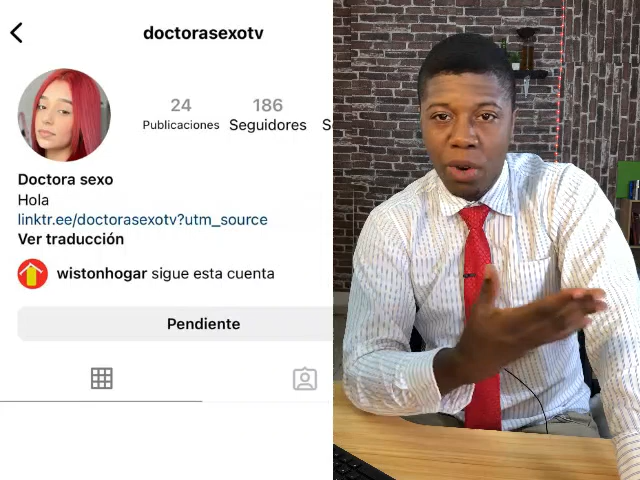 doctorasexotv
24 186
Publicaciones Seguidores S
Doctora sexo
Hola
linktr.ee/doctorasexotv?utm_source
Ver traducción
wistonhogar sigue esta cuenta
Pendiente